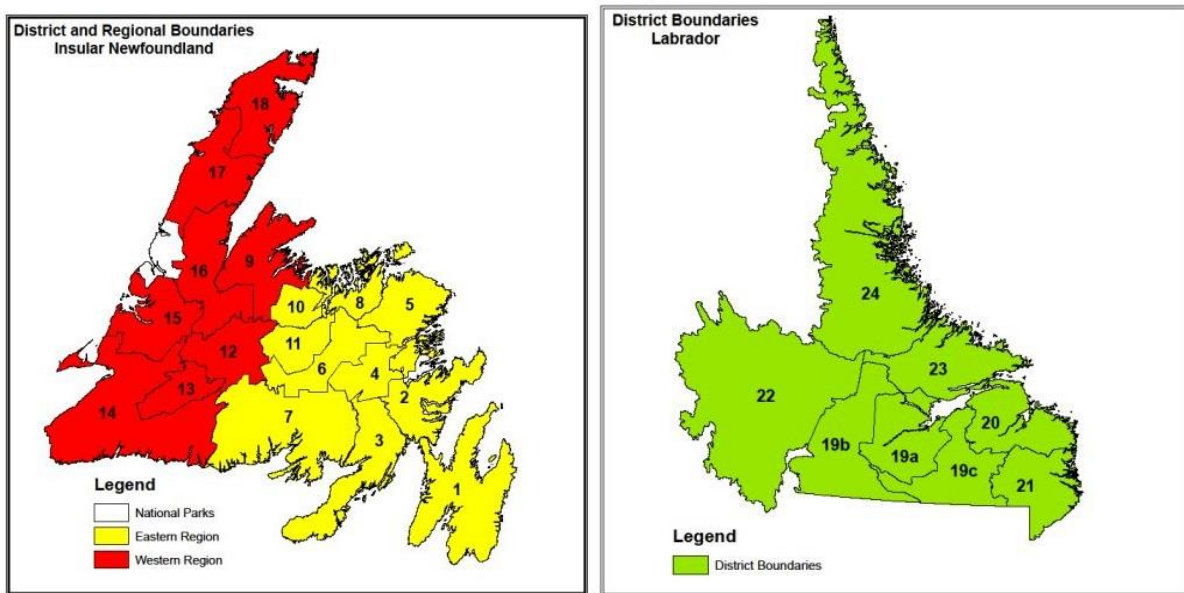 District and Regional Boundaries
Insular Newfoundland
18
17
16
9
15
10
8
5
11
12
6
4
13
2
14
7
3
1
Legend
National Parks
Eastern Region
Western Region
District Boundaries
Labrador
24
23
22
20
19b
19a
19c
21
Legend
District Boundaries